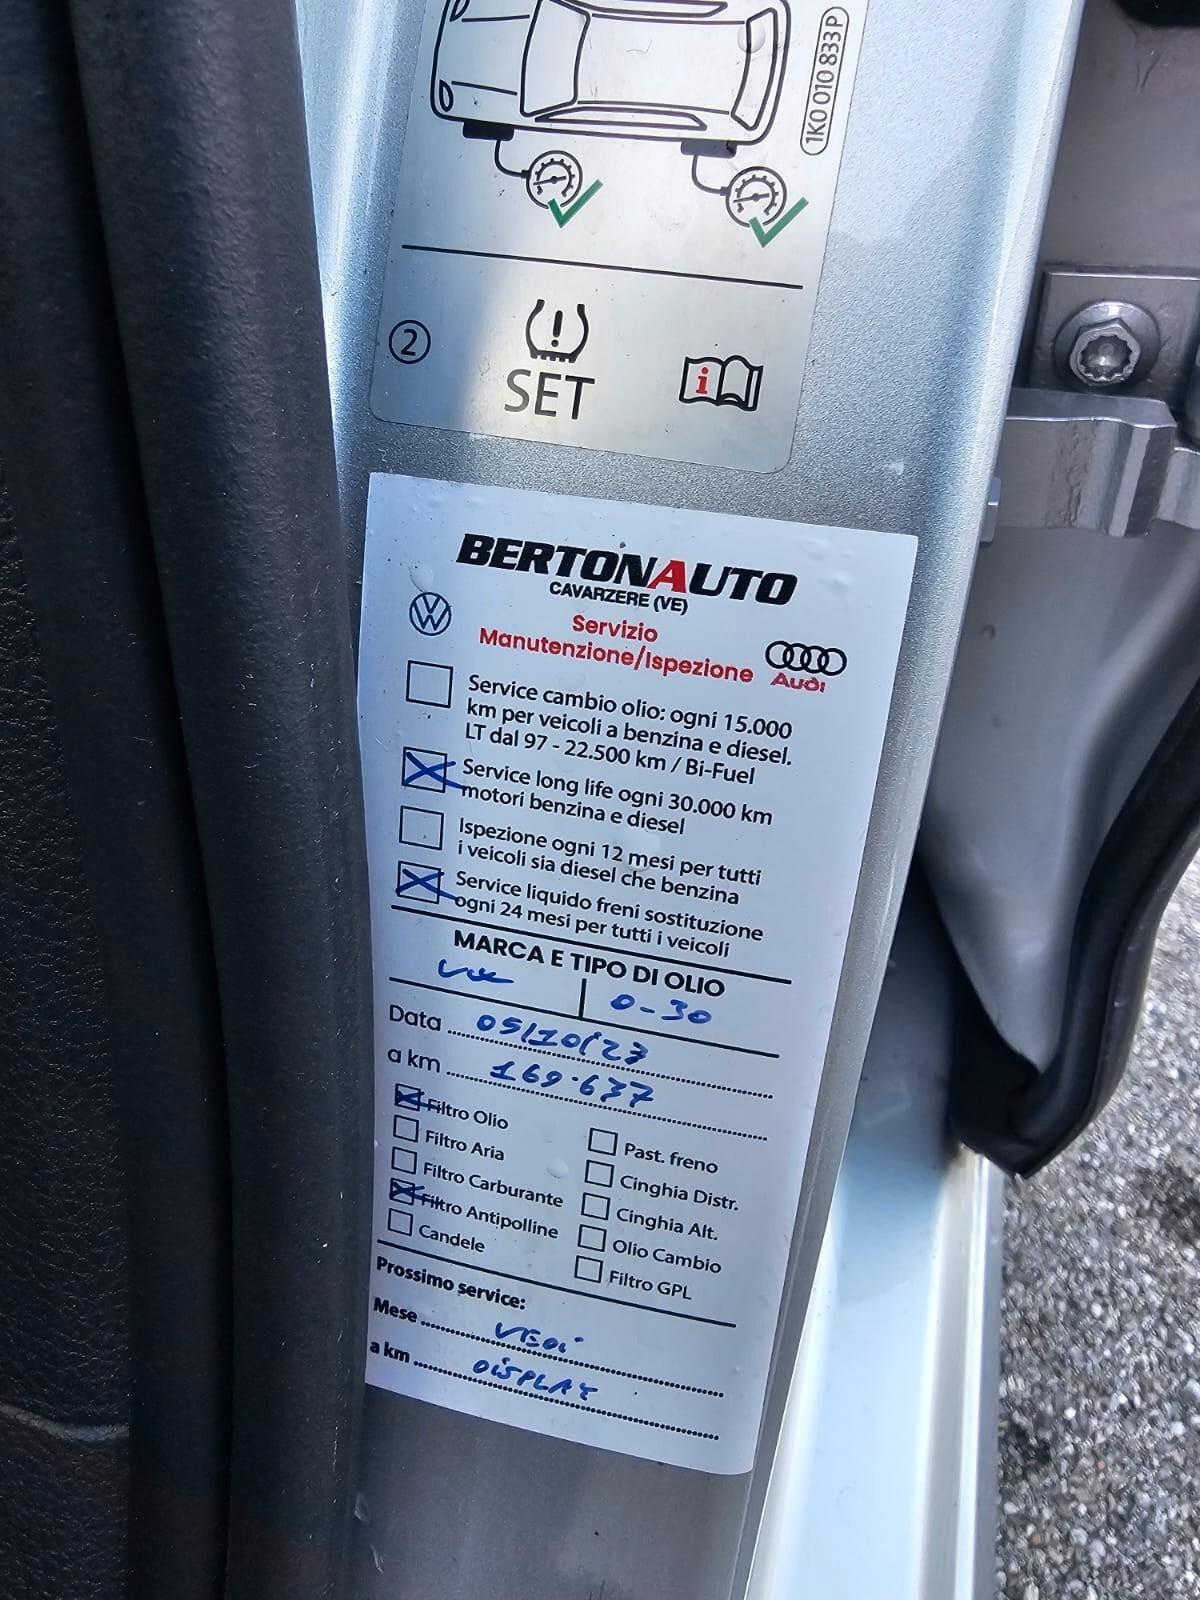 1K0 010 833 P
2
SET
i
BERTONAUTO
CAVARZERE (VE)
Servizio
Manutenzione/Ispezione
Audi
Service cambio olio: ogni 15.000
km per veicoli a benzina e diesel.
LT dal 97 - 22.500 km / Bi-Fuel
Service long life ogni 30.000 km
motori benzina e diesel
Ispezione ogni 12 mesi per tutti
i veicoli sia diesel che benzina
Service liquido freni sostituzione
ogni 24 mesi per tutti i veicoli
MARCA E TIPO DI OLIO
VW 0-30
Data 05/10/23
a km 169.637
Filtro Olio
Filtro Aria
Filtro Carburante
Filtro Antipolline
Candele
Past. freno
Cinghia Distr.
Cinghia Alt.
Olio Cambio
Filtro GPL
Prossimo service:
Mese VEDI
a km DISPLAY